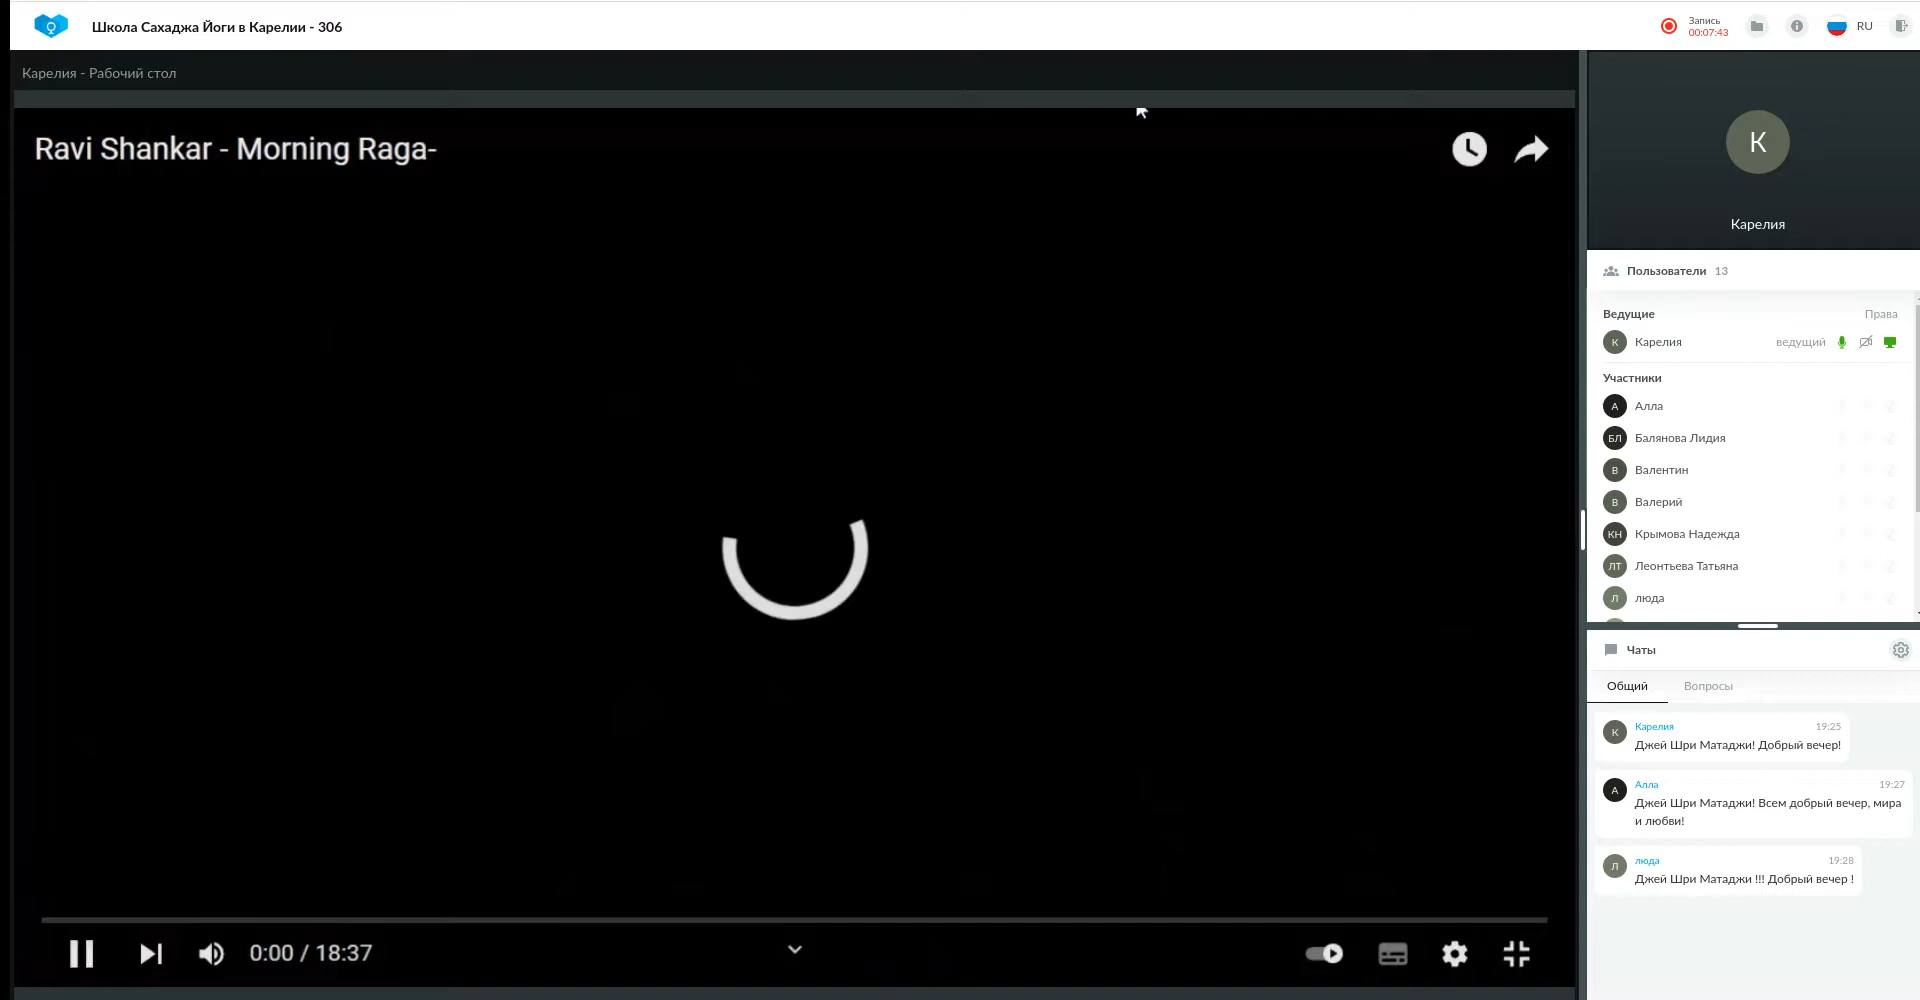 Школа Сахаджа Йоги в Карелии - 306
Запись
00:07:43
RU
Карелия - Рабочий стол
Ravi Shankar - Morning Raga-
0:00 / 18:37
К
Карелия
Пользователи 13
Ведущие Права
К Карелия ведущий
Участники
А Алла
БЛ Балянова Лидия
В Валентин
В Валерий
КН Крымова Надежда
ЛТ Леонтьева Татьяна
Л люда
Чаты
Общий Вопросы
К Карелия 19:25
Джей Шри Матаджи! Добрый вечер!
А Алла 19:27
Джей Шри Матаджи! Всем добрый вечер, мира
и любви!
Л люда 19:28
Джей Шри Матаджи !!! Добрый вечер !